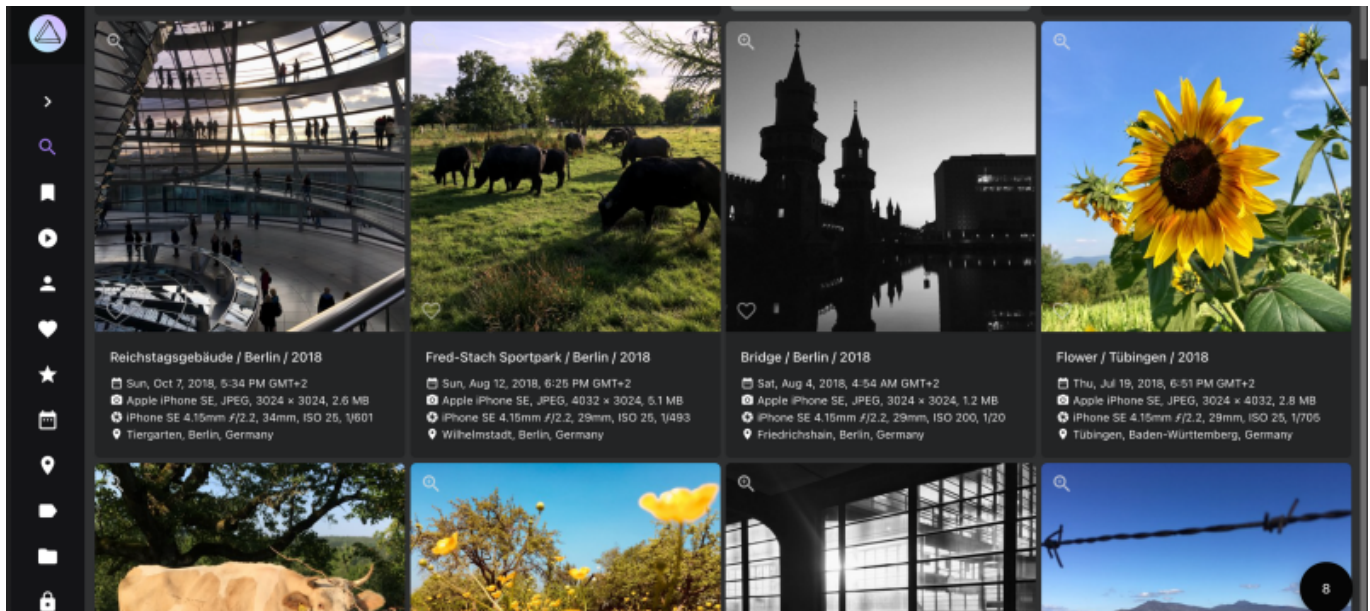 Reichstagsgebäude / Berlin / 2018
Sun, Oct 7, 2018, 5:34 PM GMT+2
Apple iPhone SE, JPEG, 3024 × 3024, 2.6 MB
iPhone SE 4.15mm ƒ/2.2, 34mm, ISO 25, 1/601
Tiergarten, Berlin, Germany
Fred-Stach Sportpark / Berlin / 2018
Sun, Aug 12, 2018, 6:25 PM GMT+2
Apple iPhone SE, JPEG, 4032 × 3024, 5.1 MB
iPhone SE 4.15mm ƒ/2.2, 29mm, ISO 25, 1/493
Wilhelmstadt, Berlin, Germany
Bridge / Berlin / 2018
Sat, Aug 4, 2018, 4:54 AM GMT+2
Apple iPhone SE, JPEG, 3024 × 3024, 1.2 MB
iPhone SE 4.15mm ƒ/2.2, 29mm, ISO 200, 1/20
Friedrichshain, Berlin, Germany
Flower / Tübingen / 2018
Thu, Jul 19, 2018, 6:51 PM GMT+2
Apple iPhone SE, JPEG, 3024 × 4032, 2.8 MB
iPhone SE 4.15mm ƒ/2.2, 29mm, ISO 25, 1/705
Tübingen, Baden-Württemberg, Germany
8